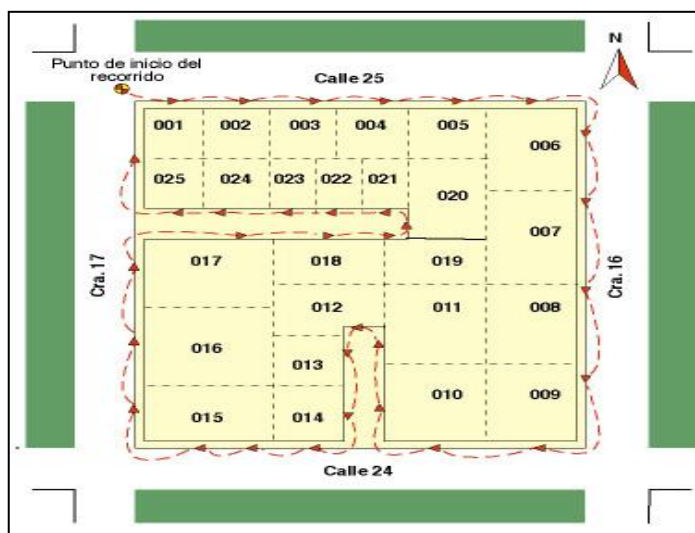 N
Punto de inicio del
recorrido
Calle 25
001 002 003 004 005 006
025 024 023 022 021 020
007
017 018 019
Cra. 17
Cra. 16
012 011 008
016
013
010 009
015 014
Calle 24